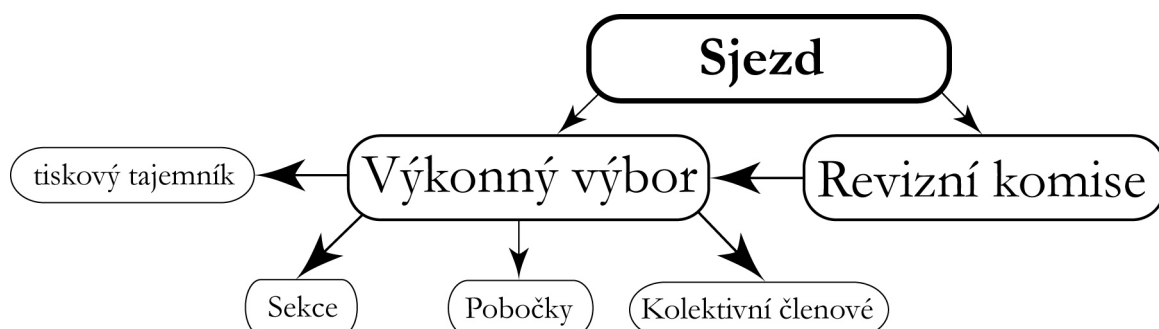 Sjezd
Výkonný výbor
Revizní komise
tiskový tajemník
Sekce
Pobočky
Kolektivní členové